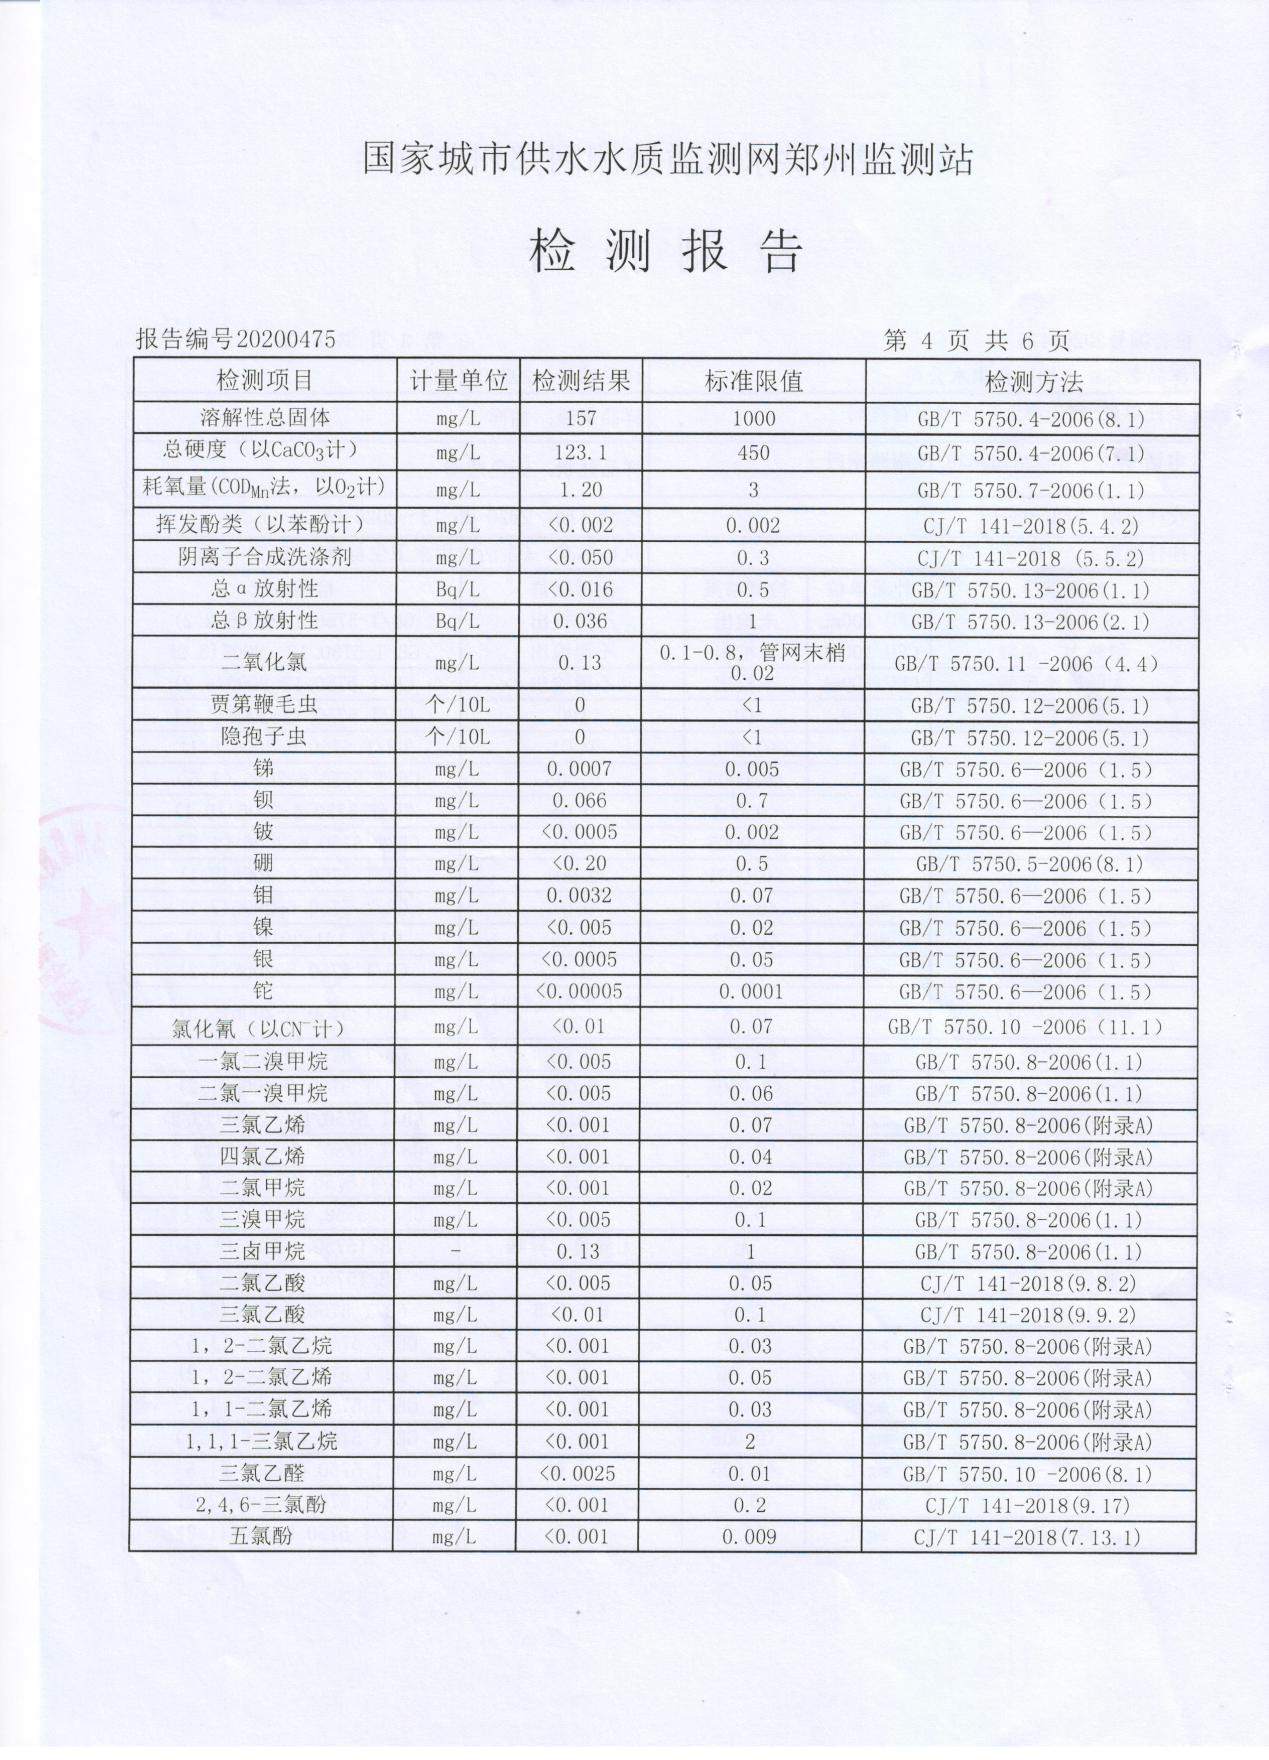 国家城市供水水质监测网郑州监测站
检测报告
报告编号20200475 第 4 页 共 6 页
检测项目 计量单位 检测结果 标准限值 检测方法
溶解性总固体 mg/L 157 1000 GB/T 5750.4-2006(8.1)
总硬度（以CaCO3计） mg/L 123.1 450 GB/T 5750.4-2006(7.1)
耗氧量(CODMn法，以O2计) mg/L 1.20 3 GB/T 5750.7-2006(1.1)
挥发酚类（以苯酚计） mg/L <0.002 0.002 CJ/T 141-2018(5.4.2)
阴离子合成洗涤剂 mg/L <0.050 0.3 CJ/T 141-2018 (5.5.2)
总α放射性 Bq/L <0.016 0.5 GB/T 5750.13-2006(1.1)
总β放射性 Bq/L 0.036 1 GB/T 5750.13-2006(2.1)
二氧化氯 mg/L 0.13 0.1-0.8，管网末梢 0.02 GB/T 5750.11 -2006（4.4）
贾第鞭毛虫 个/10L 0 <1 GB/T 5750.12-2006(5.1)
隐孢子虫 个/10L 0 <1 GB/T 5750.12-2006(5.1)
锑 mg/L 0.0007 0.005 GB/T 5750.6—2006（1.5）
钡 mg/L 0.066 0.7 GB/T 5750.6—2006（1.5）
铍 mg/L <0.0005 0.002 GB/T 5750.6—2006（1.5）
硼 mg/L <0.20 0.5 GB/T 5750.5-2006(8.1)
钼 mg/L 0.0032 0.07 GB/T 5750.6—2006（1.5）
镍 mg/L <0.005 0.02 GB/T 5750.6—2006（1.5）
银 mg/L <0.0005 0.05 GB/T 5750.6—2006（1.5）
铊 mg/L <0.00005 0.0001 GB/T 5750.6—2006（1.5）
氯化氰（以CN⁻计） mg/L <0.01 0.07 GB/T 5750.10 -2006（11.1）
一氯二溴甲烷 mg/L <0.005 0.1 GB/T 5750.8-2006(1.1)
二氯一溴甲烷 mg/L <0.005 0.06 GB/T 5750.8-2006(1.1)
三氯乙烯 mg/L <0.001 0.07 GB/T 5750.8-2006(附录A)
四氯乙烯 mg/L <0.001 0.04 GB/T 5750.8-2006(附录A)
二氯甲烷 mg/L <0.001 0.02 GB/T 5750.8-2006(附录A)
三溴甲烷 mg/L <0.005 0.1 GB/T 5750.8-2006(1.1)
三卤甲烷 - 0.13 1 GB/T 5750.8-2006(1.1)
二氯乙酸 mg/L <0.005 0.05 CJ/T 141-2018(9.8.2)
三氯乙酸 mg/L <0.01 0.1 CJ/T 141-2018(9.9.2)
1，2-二氯乙烷 mg/L <0.001 0.03 GB/T 5750.8-2006(附录A)
1，2-二氯乙烯 mg/L <0.001 0.05 GB/T 5750.8-2006(附录A)
1，1-二氯乙烯 mg/L <0.001 0.03 GB/T 5750.8-2006(附录A)
1,1,1-三氯乙烷 mg/L <0.001 2 GB/T 5750.8-2006(附录A)
三氯乙醛 mg/L <0.0025 0.01 GB/T 5750.10 -2006(8.1)
2,4,6-三氯酚 mg/L <0.001 0.2 CJ/T 141-2018(9.17)
五氯酚 mg/L <0.001 0.009 CJ/T 141-2018(7.13.1)